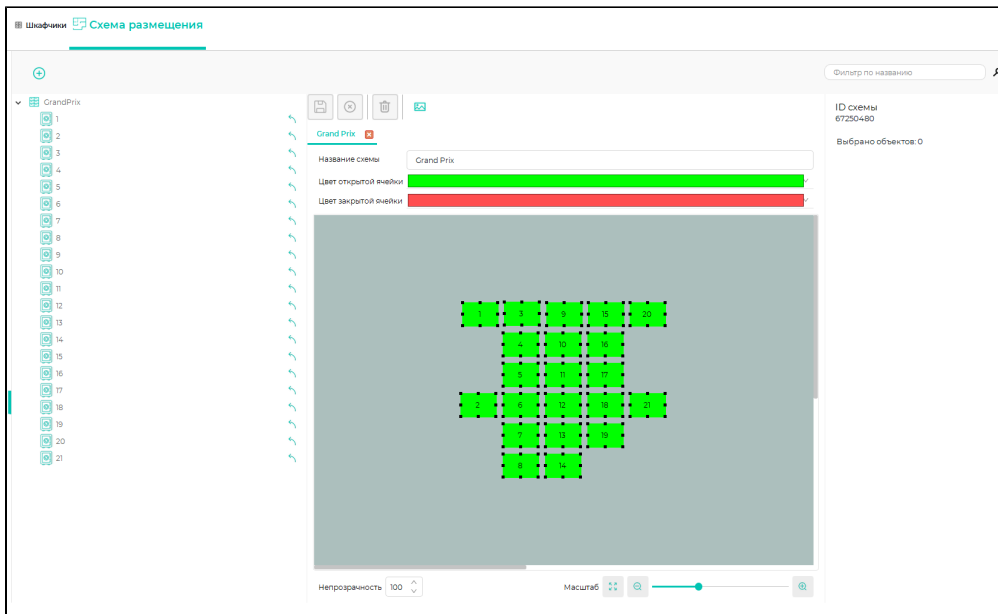 Шкафчики Схема размещения
Фильтр по названию
GrandPrix
1
2
3
4
5
6
7
8
9
10
11
12
13
14
15
16
17
18
19
20
21
Grand Prix
Название схемы Grand Prix
Цвет открытой ячейки
Цвет закрытой ячейки
1 3 9 15 20
4 10 16
5 11 17
2 6 12 18 21
7 13 19
8 14
Непрозрачность 100 Масштаб
ID схемы
67250480
Выбрано объектов: 0